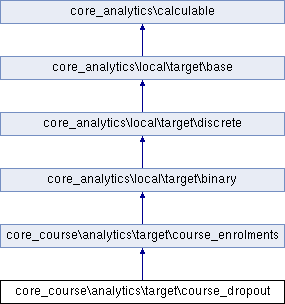 core_analytics\calculable
core_analytics\local\target\base
core_analytics\local\target\discrete
core_analytics\local\target\binary
core_course\analytics\target\course_enrolments
core_course\analytics\target\course_dropout